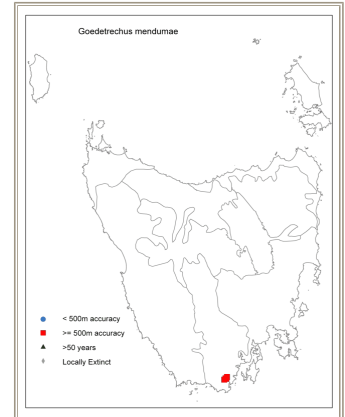 Goedetrechus mendumae
< 500m accuracy
>= 500m accuracy
>50 years
Locally Extinct